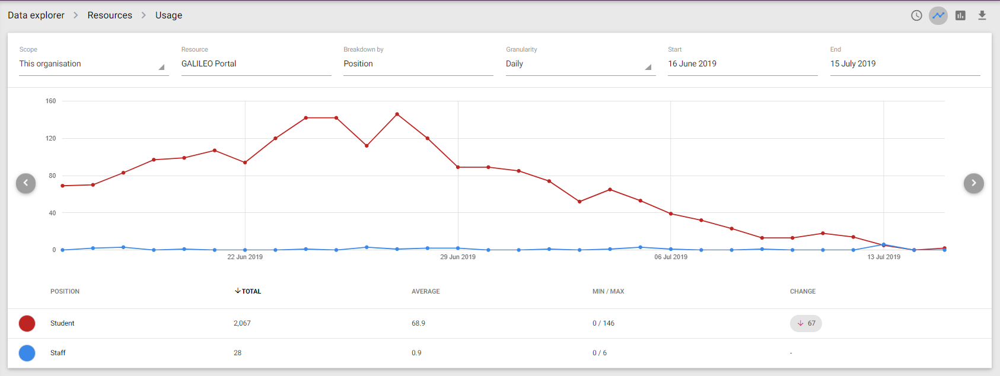 Data explorer > Resources > Usage
Scope Resource Breakdown by Granularity Start End
This organisation GALILEO Portal Position Daily 16 June 2019 15 July 2019
160
120
80
40
0
22 Jun 2019 29 Jun 2019 06 Jul 2019 13 Jul 2019
POSITION ↓ TOTAL AVERAGE MIN / MAX CHANGE
Student 2,067 68.9 0 / 146 ↓ 67
Staff 28 0.9 0 / 6 -